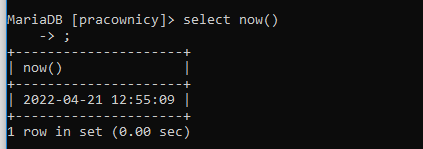 MariaDB [pracownicy]> select now()
    -> ;
+---------------------+
| now()               |
+---------------------+
| 2022-04-21 12:55:09 |
+---------------------+
1 row in set (0.00 sec)